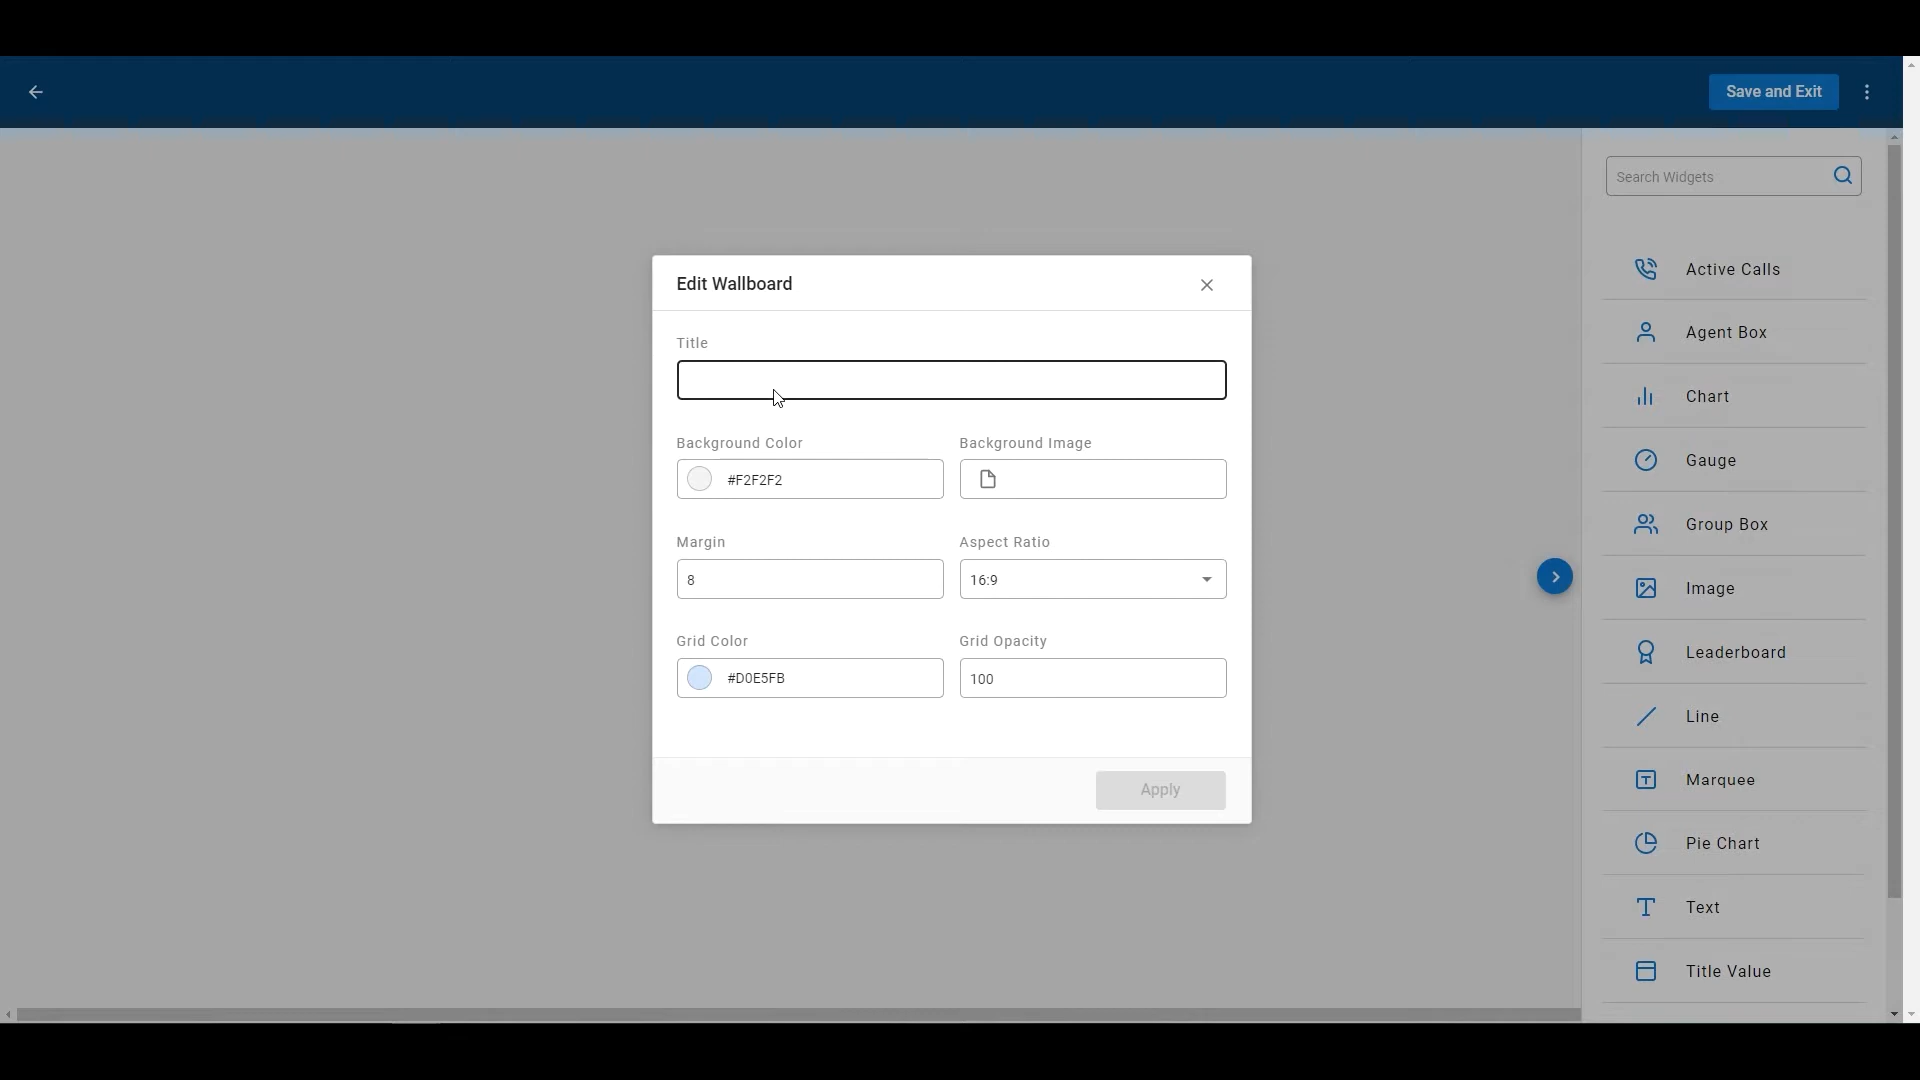 Save and Exit
Search Widgets
Active Calls
Agent Box
Chart
Gauge
Group Box
Image
Leaderboard
Line
Marquee
Pie Chart
Text
Title Value
Edit Wallboard
Title
Background Color Background Image
#F2F2F2
Margin Aspect Ratio
8 16:9
Grid Color Grid Opacity
#D0E5FB 100
Apply